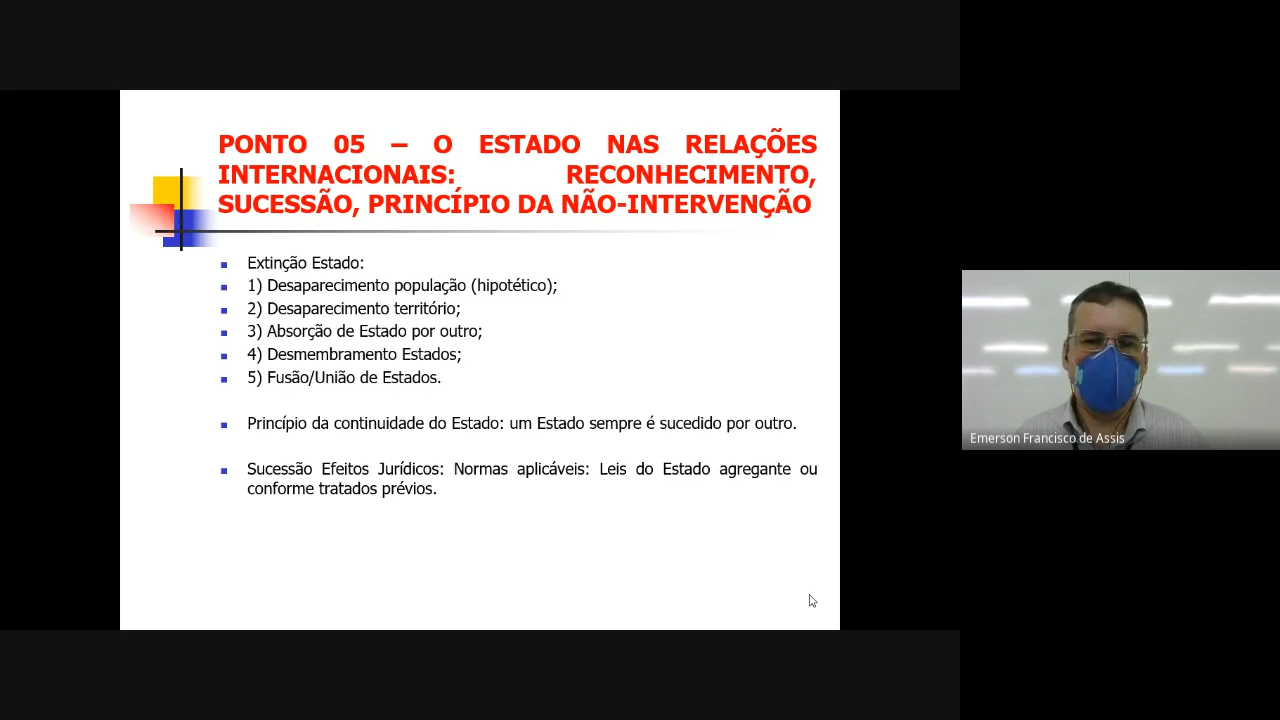 PONTO 05 – O ESTADO NAS RELAÇÕES
INTERNACIONAIS: RECONHECIMENTO,
SUCESSÃO, PRINCÍPIO DA NÃO-INTERVENÇÃO
Extinção Estado:
1) Desaparecimento população (hipotético);
2) Desaparecimento território;
3) Absorção de Estado por outro;
4) Desmembramento Estados;
5) Fusão/União de Estados.
Princípio da continuidade do Estado: um Estado sempre é sucedido por outro.
Sucessão Efeitos Jurídicos: Normas aplicáveis: Leis do Estado agregante ou
conforme tratados prévios.
Emerson Francisco de Assis